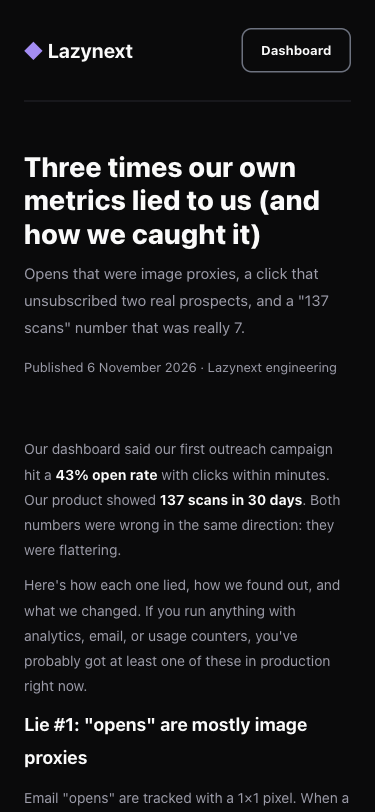 Lazynext
Dashboard
Three times our own
metrics lied to us (and
how we caught it)
Opens that were image proxies, a click that
unsubscribed two real prospects, and a "137
scans" number that was really 7.
Published 6 November 2026 · Lazynext engineering
Our dashboard said our first outreach campaign
hit a 43% open rate with clicks within minutes.
Our product showed 137 scans in 30 days. Both
numbers were wrong in the same direction: they
were flattering.
Here's how each one lied, how we found out, and
what we changed. If you run anything with
analytics, email, or usage counters, you've
probably got at least one of these in production
right now.
Lie #1: "opens" are mostly image
proxies
Email "opens" are tracked with a 1×1 pixel. When a